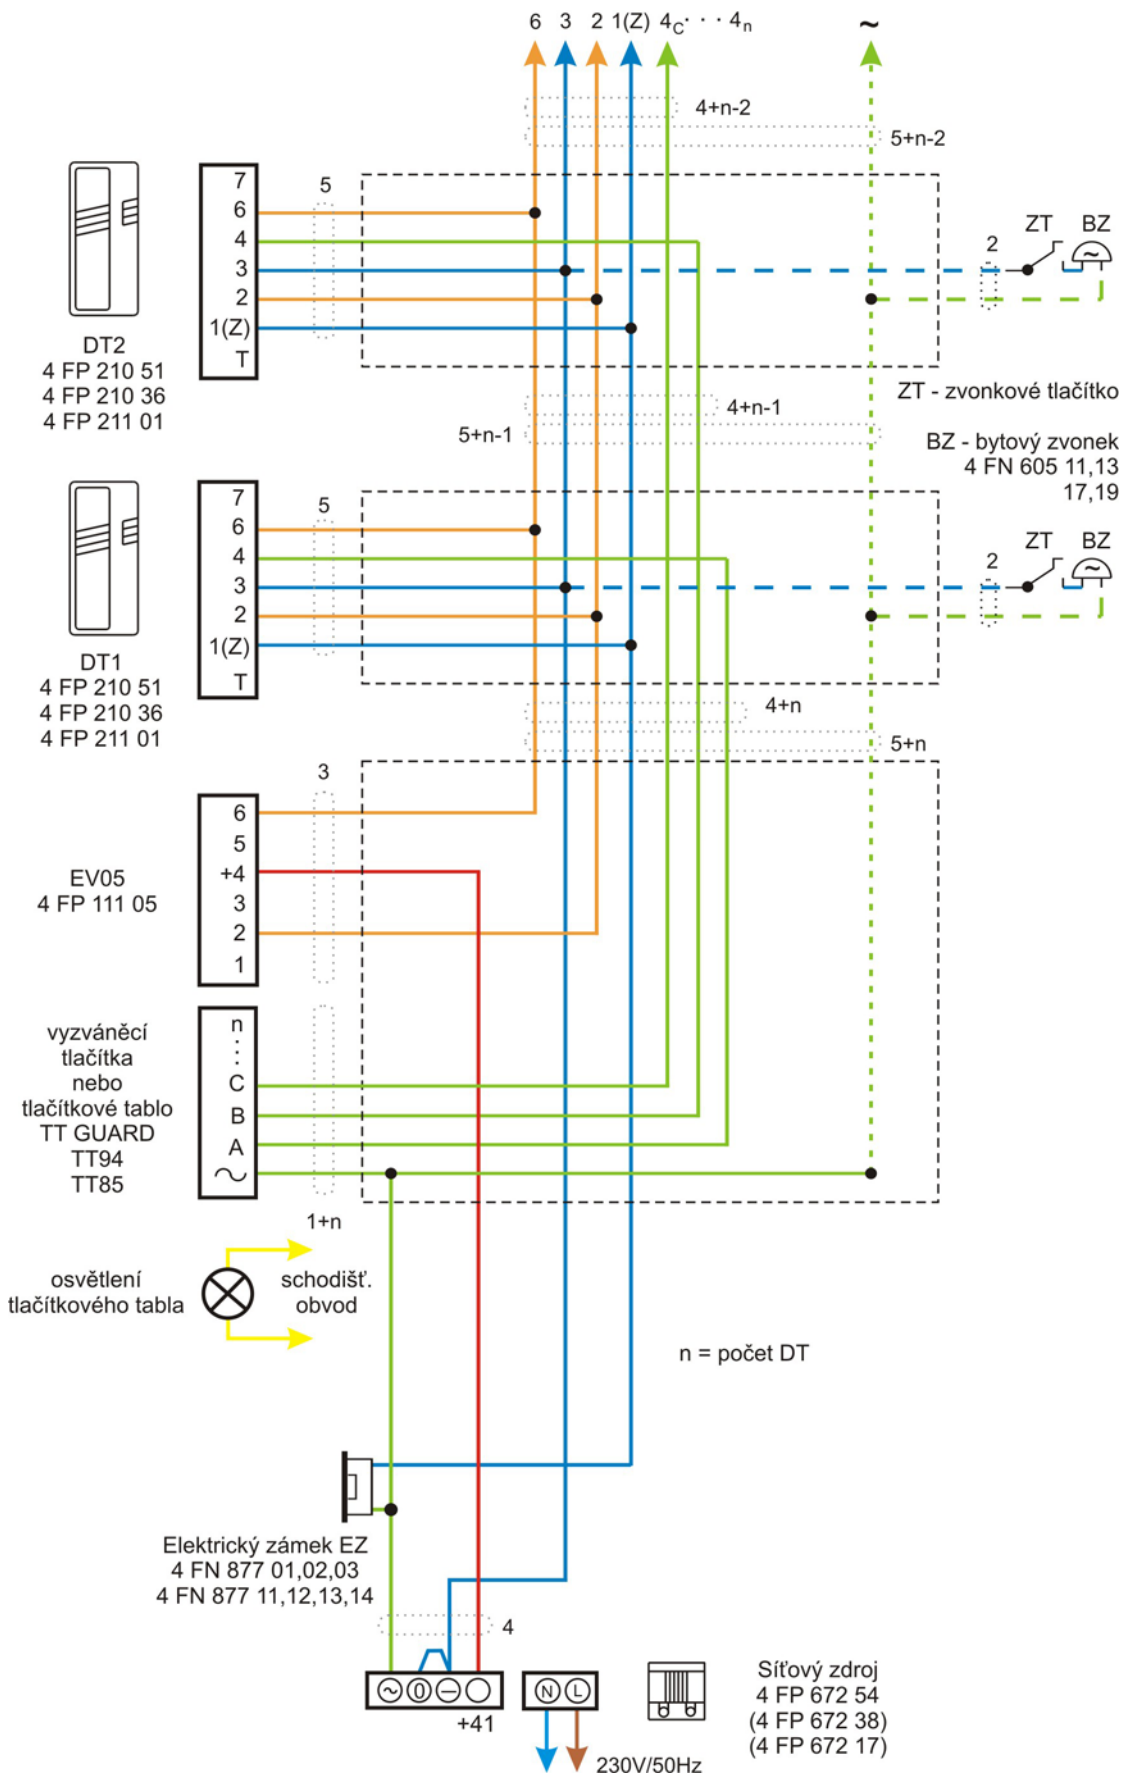 6 3 2 1(Z) 4C · · · 4n ~
4+n-2
5+n-2
7
6
4
3
2
1(Z)
T
5
DT2
4 FP 210 51
4 FP 210 36
4 FP 211 01
2
ZT BZ
~
ZT - zvonkové tlačítko
4+n-1
5+n-1
BZ - bytový zvonek
4 FN 605 11,13
17,19
7
6
4
3
2
1(Z)
T
5
DT1
4 FP 210 51
4 FP 210 36
4 FP 211 01
2
ZT BZ
~
4+n
5+n
3
6
5
+4
3
2
1
EV05
4 FP 111 05
n
C
B
A
~
vyzváněcí
tlačítka
nebo
tlačítkové tablo
TT GUARD
TT94
TT85
1+n
osvětlení
tlačítkového tabla
schodišť.
obvod
n = počet DT
Elektrický zámek EZ
4 FN 877 01,02,03
4 FN 877 11,12,13,14
4
~ 0 –
+41
N L
230V/50Hz
Síťový zdroj
4 FP 672 54
(4 FP 672 38)
(4 FP 672 17)